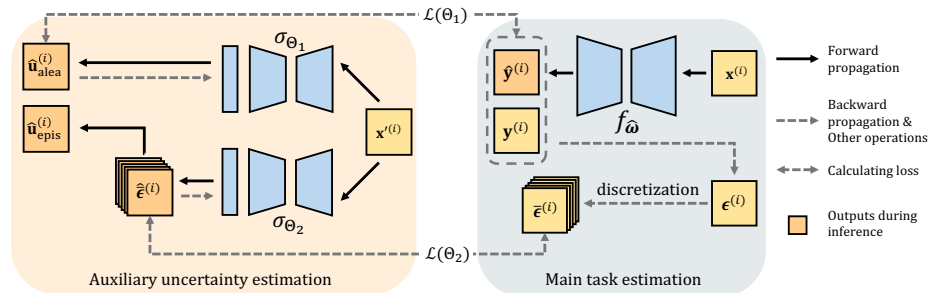 𝓛(Θ₁)
û_alea^(i)
σ_Θ₁
û_epis^(i)
x′^(i)
ϵ̂^(i)
σ_Θ₂
𝓛(Θ₂)
Auxiliary uncertainty estimation
ŷ^(i)
x^(i)
f_ω̂
y^(i)
discretization
ϵ̄^(i)
ϵ^(i)
Main task estimation
Forward
propagation
Backward
propagation &
Other operations
Calculating loss
Outputs during
inference